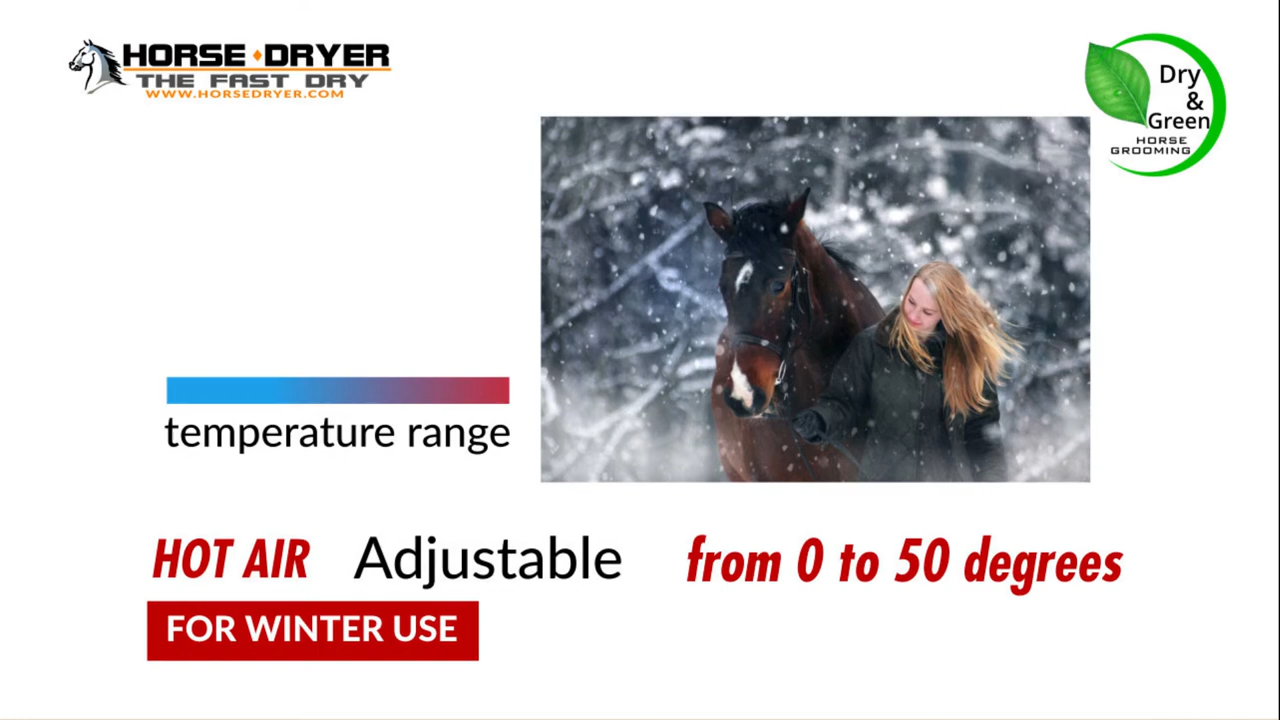 HORSE DRYER
THE FAST DRY
WWW.HORSEDRYER.COM
Dry
&
Green
HORSE
GROOMING
temperature range
HOT AIR Adjustable from 0 to 50 degrees
FOR WINTER USE